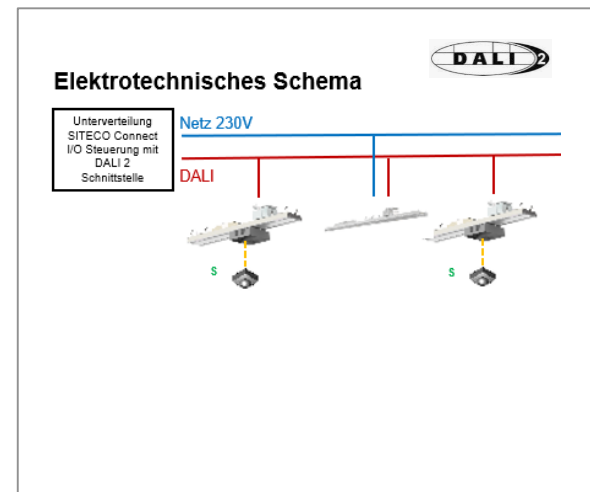 DALI 2
Elektrotechnisches Schema
Unterverteilung
SITECO Connect
I/O Steuerung mit
DALI 2
Schnittstelle
Netz 230V
DALI
S
S